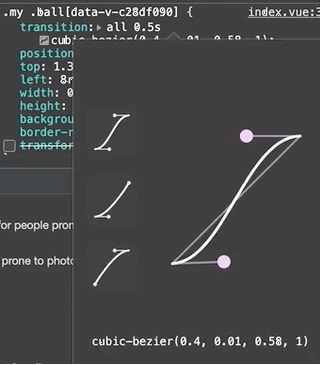 .my .ball[data-v-c28df090] { index.vue:3
transition: all 0.5s
cubic-bezier(0.4, .01, 0.58, 1);
position
top: 1.3
left: 8r
width: 0
height:
backgrou
border-r
transfor
for people pron
prone to photo
cubic-bezier(0.4, 0.01, 0.58, 1)